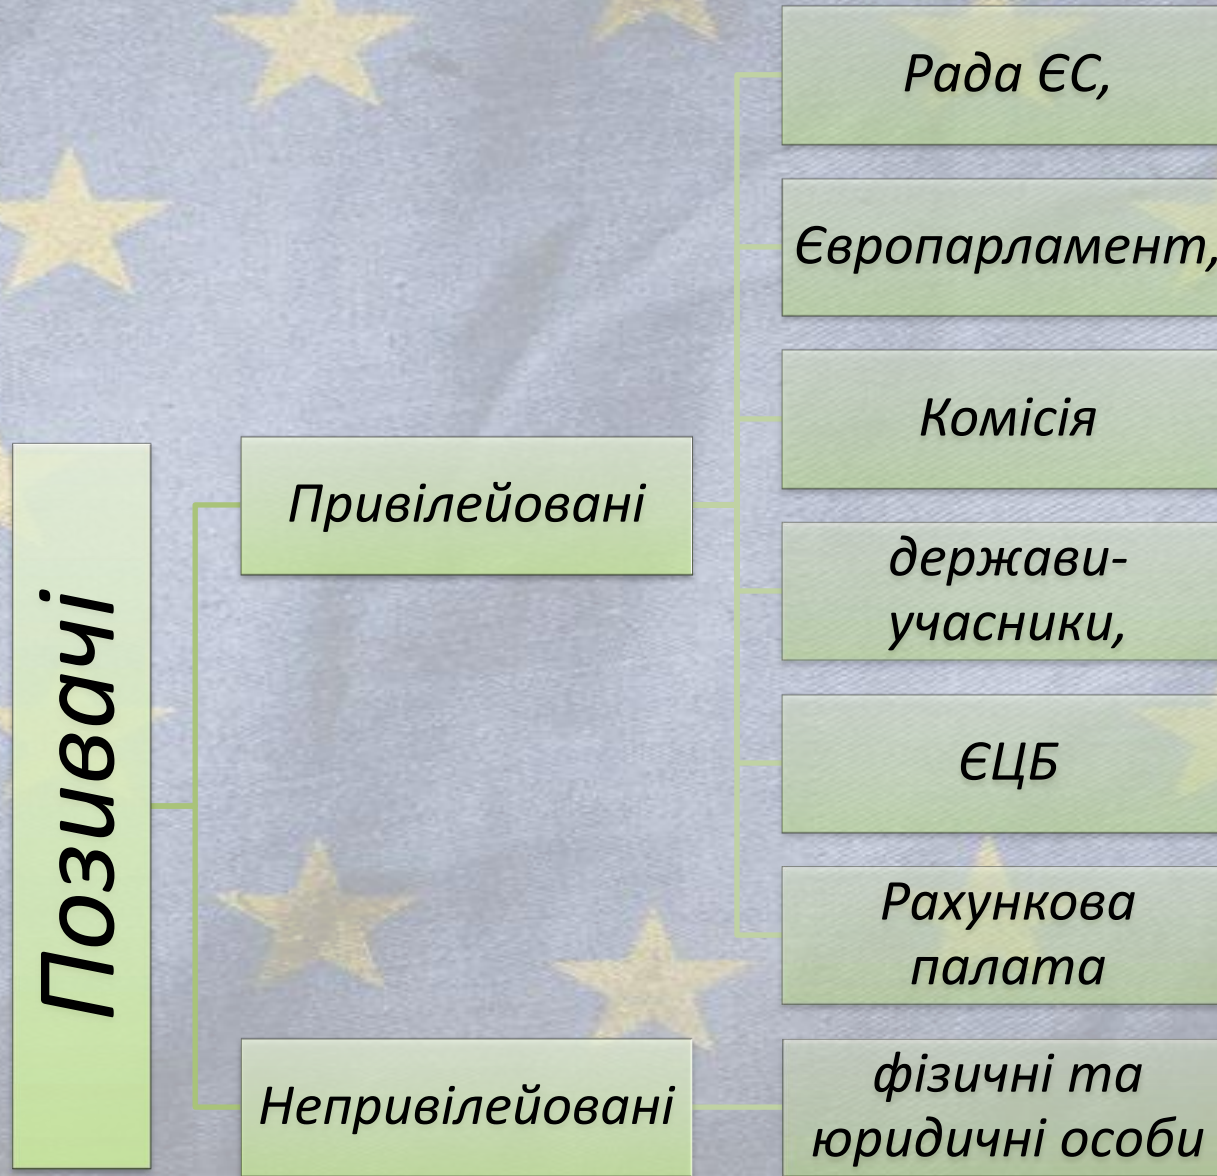 Позивачі
Привілейовані
Рада ЄС,
Європарламент,
Комісія
держави-
учасники,
ЄЦБ
Рахункова
палата
Непривілейовані
фізичні та
юридичні особи